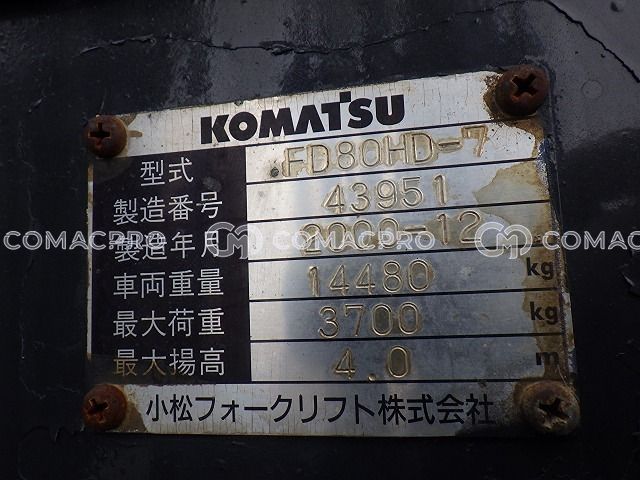 KOMATSU
型式 FD80HD-7
製造番号 43951
製造年月 2000-12
車両重量 14480 kg
最大荷重 3700 kg
最大揚高 4.0 m
小松フォークリフト株式会社
COMACPRO COMACPRO COMACPRO